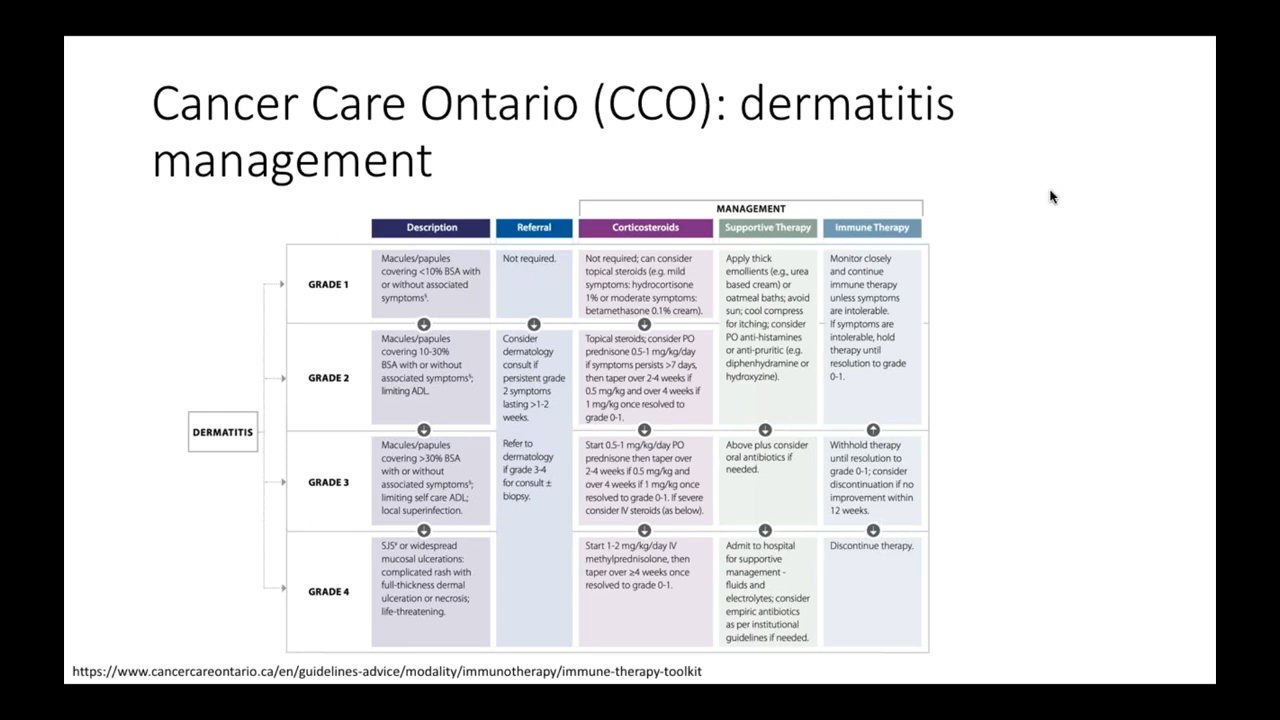 Cancer Care Ontario (CCO): dermatitis
management
MANAGEMENT
Description
Referral
Corticosteroids
Supportive Therapy
Immune Therapy
DERMATITIS
GRADE 1
Macules/papules
covering <10% BSA with
or without associated
symptoms§.
Not required.
Not required; can consider
topical steroids (e.g. mild
symptoms: hydrocortisone
1% or moderate symptoms:
betamethasone 0.1% cream).
Apply thick
emollients (e.g., urea
based cream) or
oatmeal baths; avoid
sun; cool compress
for itching; consider
PO anti-histamines
or anti-pruritic (e.g.
diphenhydramine or
hydroxyzine).
Monitor closely
and continue
immune therapy
unless symptoms
are intolerable.
If symptoms are
intolerable, hold
therapy until
resolution to grade
0-1.
GRADE 2
Macules/papules
covering 10-30%
BSA with or without
associated symptoms§;
limiting ADL.
Consider
dermatology
consult if
persistent grade
2 symptoms
lasting >1-2
weeks.
Topical steroids; consider PO
prednisone 0.5-1 mg/kg/day
if symptoms persists >7 days,
then taper over 2-4 weeks if
0.5 mg/kg and over 4 weeks if
1 mg/kg once resolved to
grade 0-1.
GRADE 3
Macules/papules
covering >30% BSA
with or without
associated symptoms§;
limiting self care ADL;
local superinfection.
Refer to
dermatology
if grade 3-4
for consult ±
biopsy.
Start 0.5-1 mg/kg/day PO
prednisone then taper over
2-4 weeks if 0.5 mg/kg and
over 4 weeks if 1 mg/kg once
resolved to grade 0-1. If severe
consider IV steroids (as below).
Above plus consider
oral antibiotics if
needed.
Withhold therapy
until resolution to
grade 0-1; consider
discontinuation if no
improvement within
12 weeks.
GRADE 4
SJS or widespread
mucosal ulcerations:
complicated rash with
full-thickness dermal
ulceration or necrosis;
life-threatening.
Start 1-2 mg/kg/day IV
methylprednisolone, then
taper over ≥4 weeks once
resolved to grade 0-1.
Admit to hospital
for supportive
management -
fluids and
electrolytes; consider
empiric antibiotics
as per institutional
guidelines if needed.
Discontinue therapy.
https://www.cancercareontario.ca/en/guidelines-advice/modality/immunotherapy/immune-therapy-toolkit